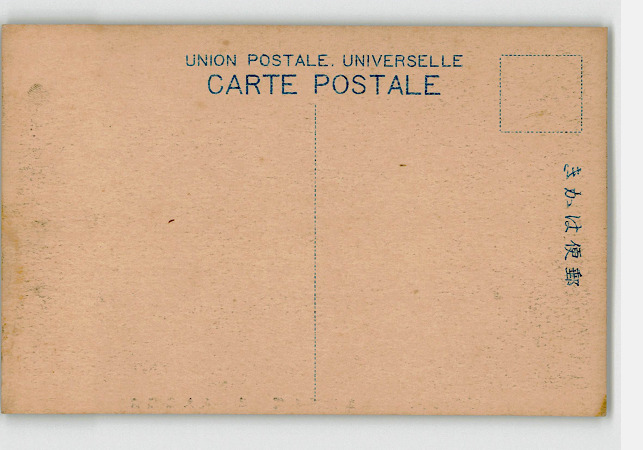 UNION POSTALE. UNIVERSELLE
CARTE POSTALE
郵便はかき